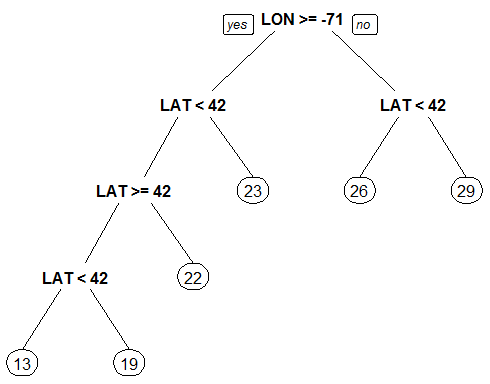 yes LON >= -71 no
LAT < 42 LAT < 42
LAT >= 42 23 26 29
LAT < 42 22
13 19